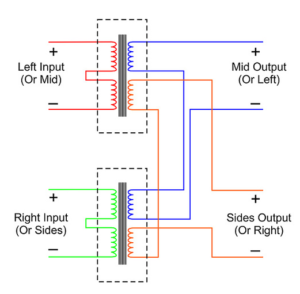 + +
Left Input
(Or Mid)
Mid Output
(Or Left)
− −
+ +
Right Input
(Or Sides)
Sides Output
(Or Right)
− −